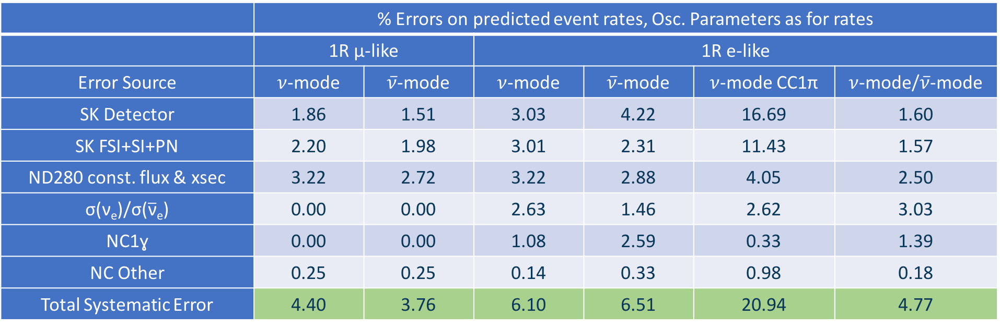 % Errors on predicted event rates, Osc. Parameters as for rates
1R μ-like 1R e-like
Error Source ν-mode ν̄-mode ν-mode ν̄-mode ν-mode CC1π ν-mode/ν̄-mode
SK Detector 1.86 1.51 3.03 4.22 16.69 1.60
SK FSI+SI+PN 2.20 1.98 3.01 2.31 11.43 1.57
ND280 const. flux & xsec 3.22 2.72 3.22 2.88 4.05 2.50
σ(νe)/σ(ν̄e) 0.00 0.00 2.63 1.46 2.62 3.03
NC1γ 0.00 0.00 1.08 2.59 0.33 1.39
NC Other 0.25 0.25 0.14 0.33 0.98 0.18
Total Systematic Error 4.40 3.76 6.10 6.51 20.94 4.77